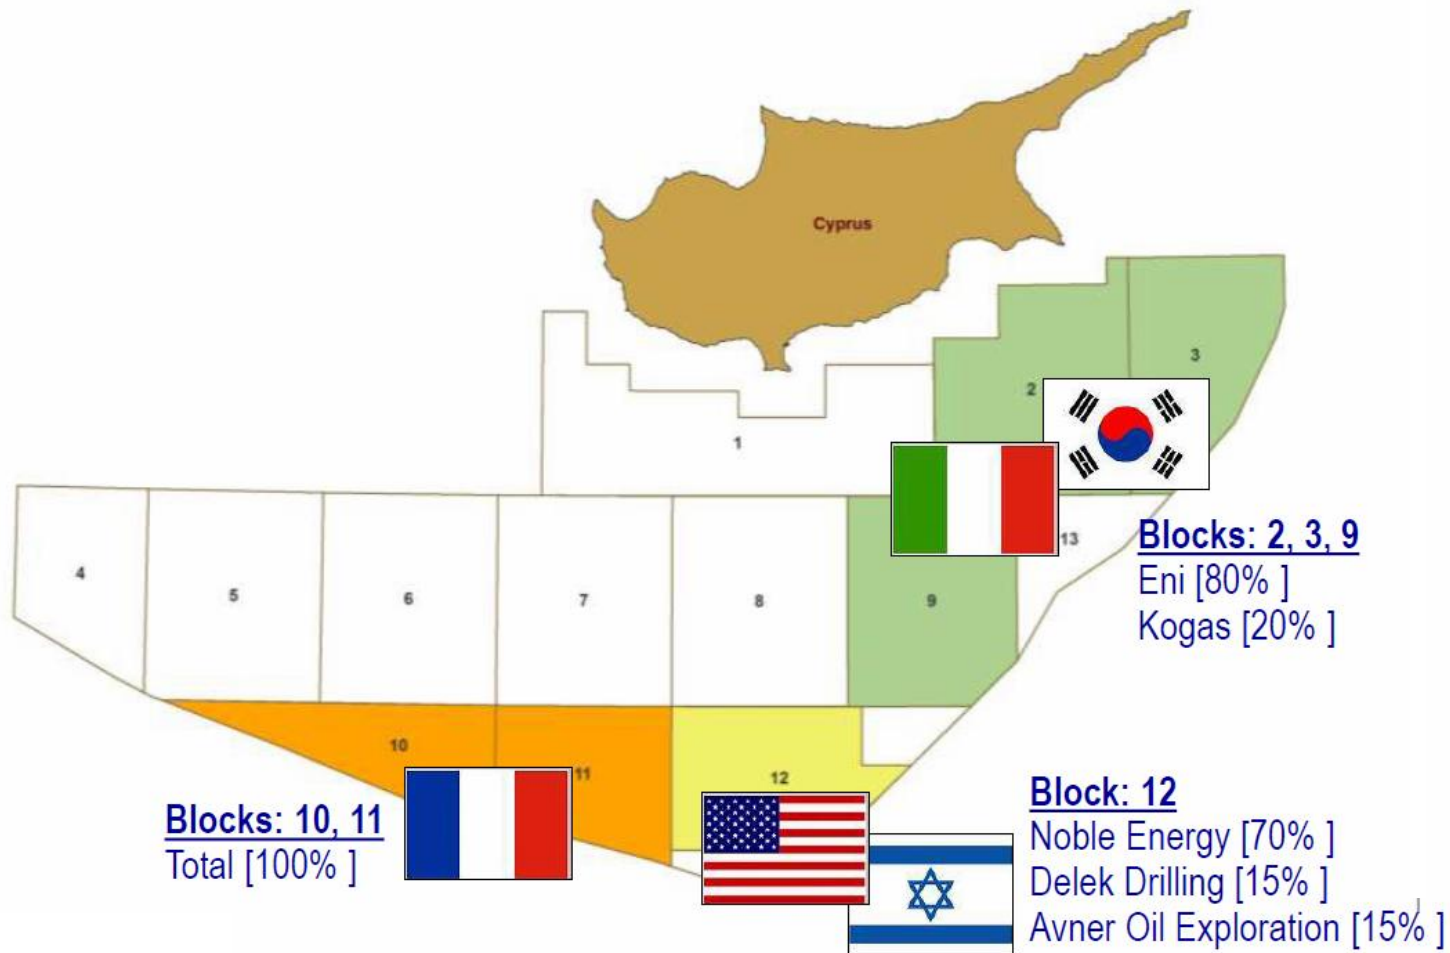 Cyprus
3
2
1
13
Blocks: 2, 3, 9
Eni [80% ]
Kogas [20% ]
4
5
6
7
8
9
10
11
12
Blocks: 10, 11
Total [100% ]
Block: 12
Noble Energy [70% ]
Delek Drilling [15% ]
Avner Oil Exploration [15% ]